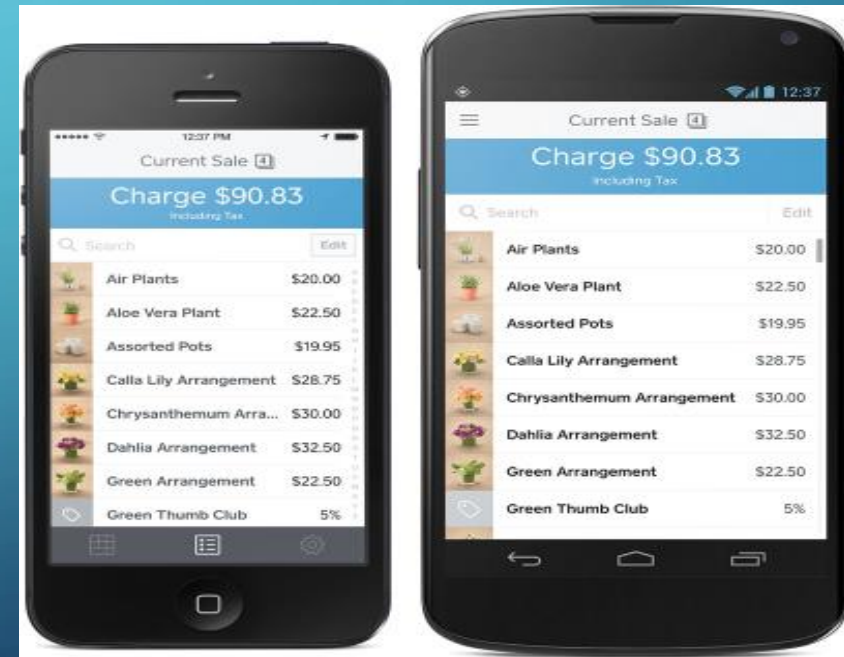 12:37 PM
Current Sale 4
Charge $90.83
Including Tax
Search Edit
Air Plants $20.00
Aloe Vera Plant $22.50
Assorted Pots $19.95
Calla Lily Arrangement $28.75
Chrysanthemum Arra... $30.00
Dahlia Arrangement $32.50
Green Arrangement $22.50
Green Thumb Club 5%
12:37
Current Sale 4
Charge $90.83
Including Tax
Search Edit
Air Plants $20.00
Aloe Vera Plant $22.50
Assorted Pots $19.95
Calla Lily Arrangement $28.75
Chrysanthemum Arrangement $30.00
Dahlia Arrangement $32.50
Green Arrangement $22.50
Green Thumb Club 5%